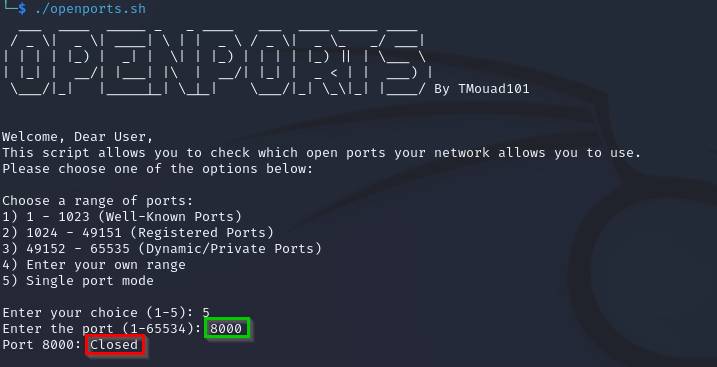 $ ./openports.sh
OPENPORTS
By TMouad101
Welcome, Dear User,
This script allows you to check which open ports your network allows you to use.
Please choose one of the options below:
Choose a range of ports:
1) 1 - 1023 (Well-Known Ports)
2) 1024 - 49151 (Registered Ports)
3) 49152 - 65535 (Dynamic/Private Ports)
4) Enter your own range
5) Single port mode
Enter your choice (1-5): 5
Enter the port (1-65534): 8000
Port 8000: Closed